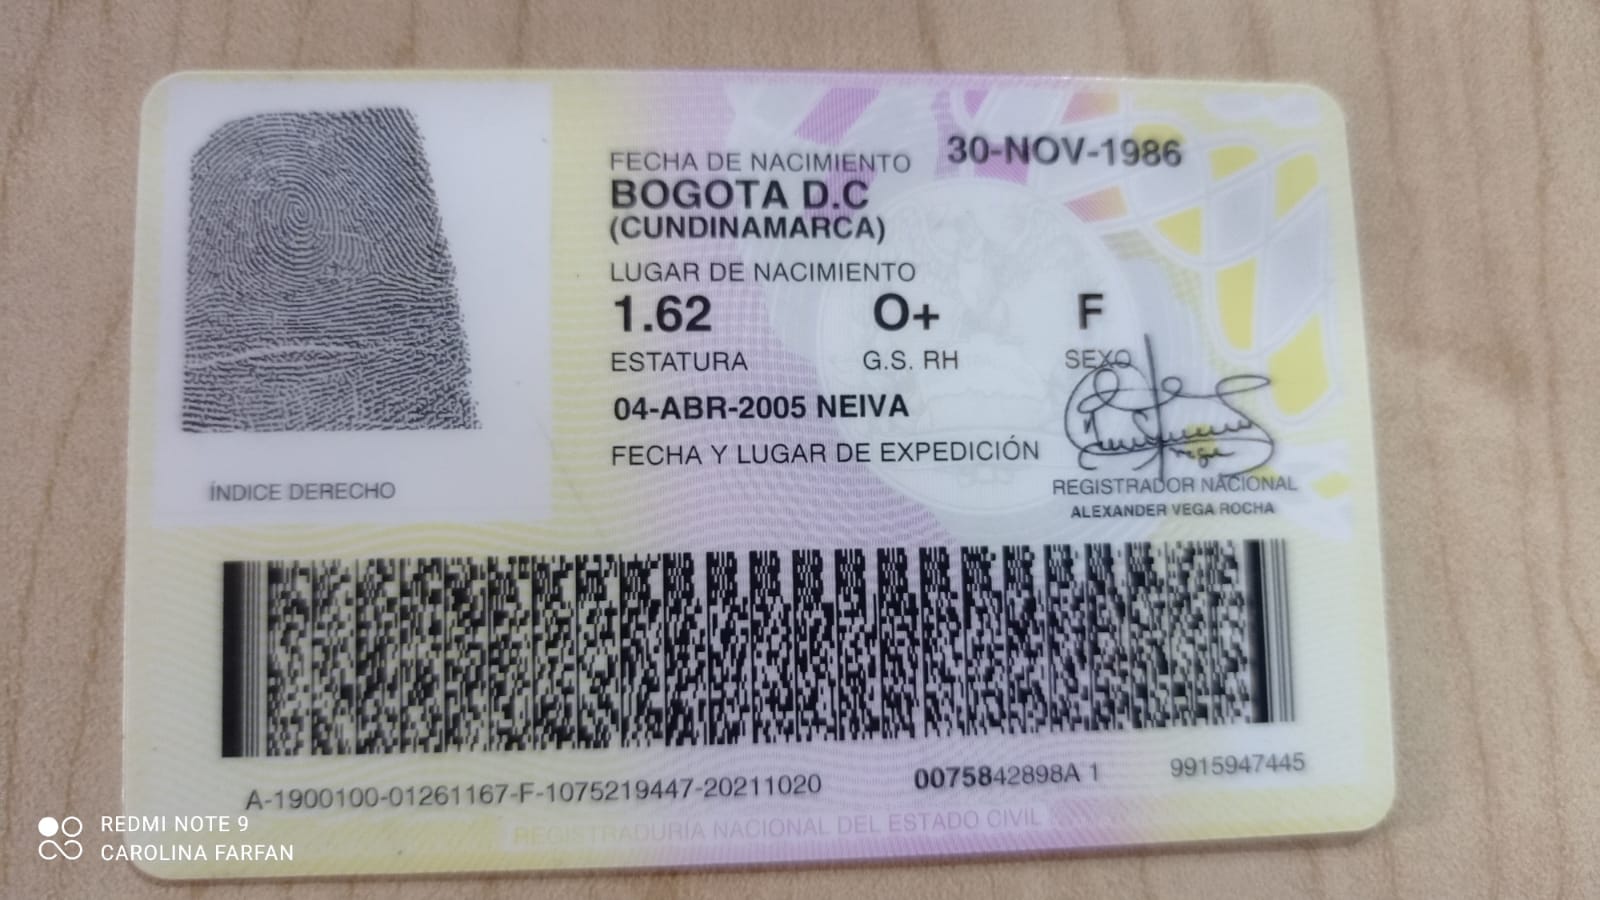 FECHA DE NACIMIENTO 30-NOV-1986
BOGOTA D.C
(CUNDINAMARCA)
LUGAR DE NACIMIENTO
1.62 O+ F
ESTATURA G.S. RH SEXO
04-ABR-2005 NEIVA
FECHA Y LUGAR DE EXPEDICIÓN
ÍNDICE DERECHO
REGISTRADOR NACIONAL
ALEXANDER VEGA ROCHA
A-1900100-01261167-F-1075219447-20211020 0075842898A 1 9915947445
REGISTRADURÍA NACIONAL DEL ESTADO CIVIL
REDMI NOTE 9
CAROLINA FARFAN